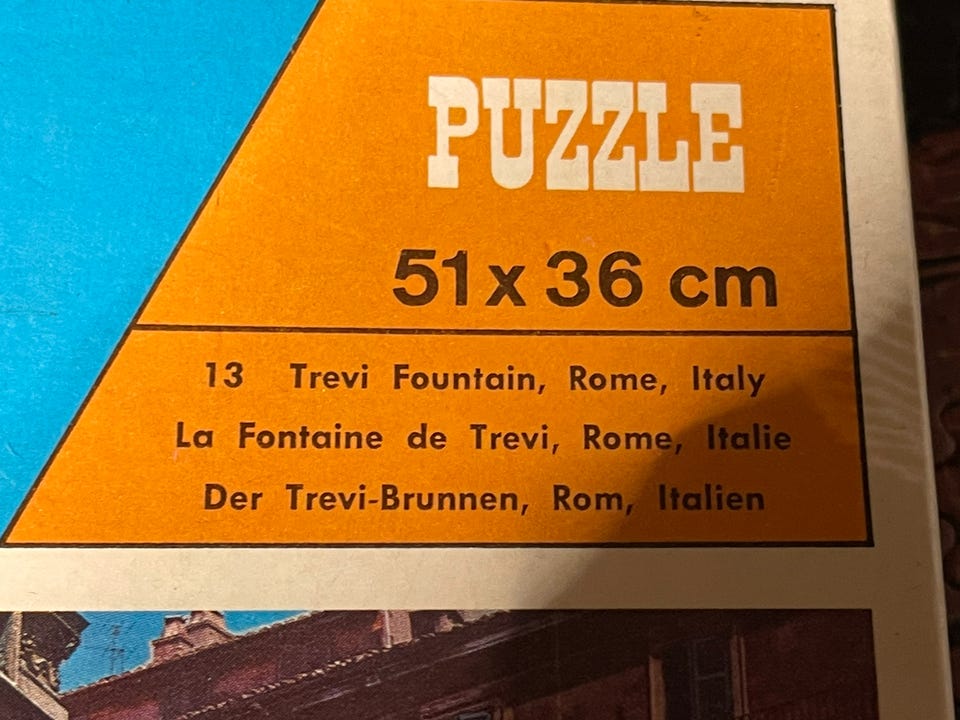 PUZZLE
51 x 36 cm
13 Trevi Fountain, Rome, Italy
La Fontaine de Trevi, Rome, Italie
Der Trevi-Brunnen, Rom, Italien